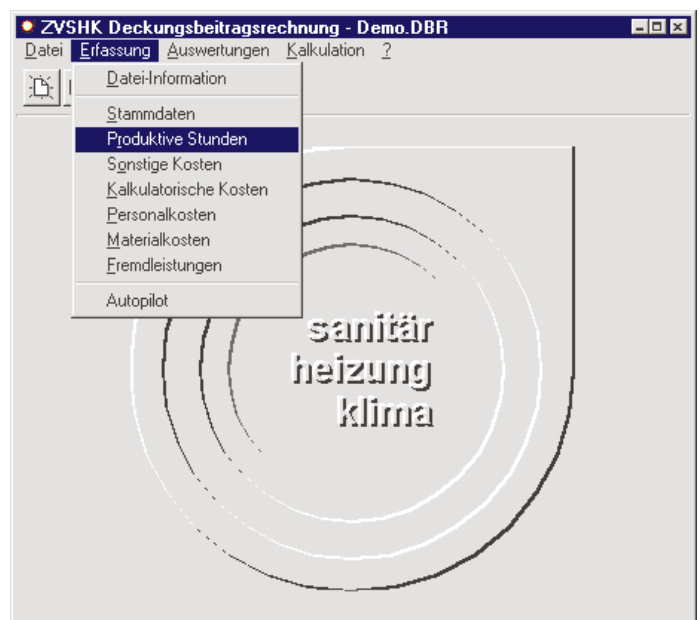 ZVSHK Deckungsbeitragsrechnung - Demo.DBR
Datei Erfassung Auswertungen Kalkulation ?
Datei-Information
Stammdaten
Produktive Stunden
Sonstige Kosten
Kalkulatorische Kosten
Personalkosten
Materialkosten
Fremdleistungen
Autopilot
sanitär
heizung
klima